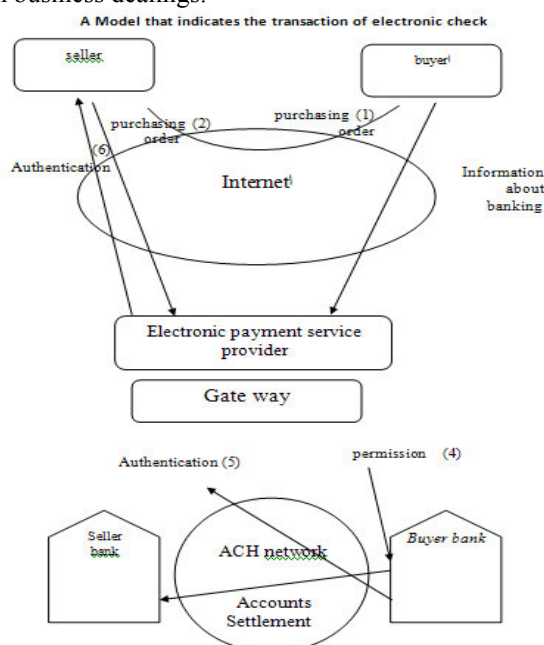 A Model that indicates the transaction of electronic check
seller
buyer
purchasing (2)
order
purchasing (1)
order
(6)
Authentication
Internet
Information
about
banking
Electronic payment service
provider
Gate way
Authentication (5)
permission (4)
Seller
bank
ACH network
Buyer bank
Accounts
Settlement